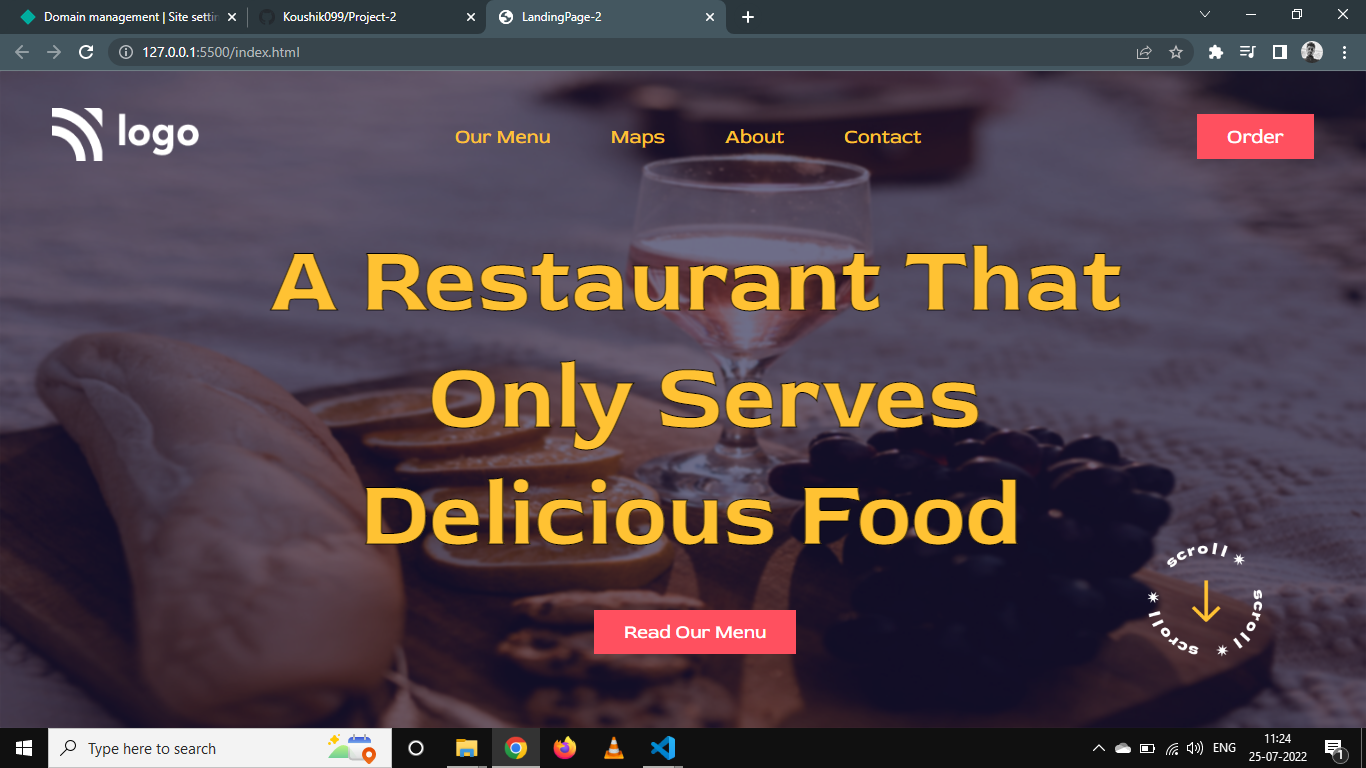 Domain management | Site settin
Koushik099/Project-2
LandingPage-2
127.0.0.1:5500/index.html
logo
Our Menu
Maps
About
Contact
Order
A Restaurant That
Only Serves
Delicious Food
Read Our Menu
scroll * scroll * scroll *
Type here to search
ENG
11:24
25-07-2022
1